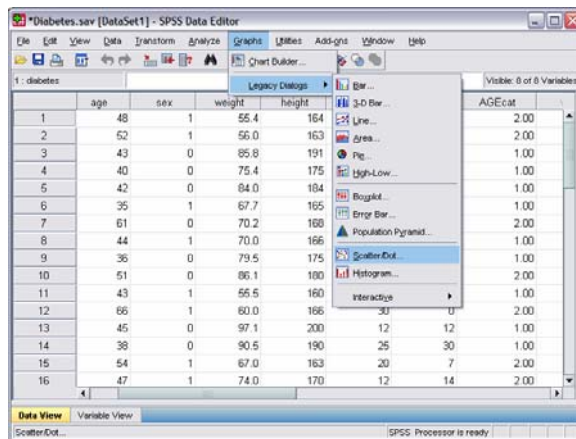 *Diabetes.sav [DataSet1] - SPSS Data Editor
File Edit View Data Transform Analyze Graphs Utilities Add-ons Window Help
Chart Builder...
1 : diabetes
Legacy Dialogs
Visible: 8 of 8 Variables
Bar...
3-D Bar...
Line...
Area...
Pie...
High-Low...
Boxplot...
Error Bar...
Population Pyramid...
Scatter/Dot...
Histogram...
Interactive
age sex weight height AGEcat
1 48 1 55.4 164 2.00
2 52 1 56.0 163 2.00
3 43 0 85.8 191 1.00
4 40 0 75.4 175 1.00
5 42 0 84.0 184 1.00
6 35 1 67.7 165 1.00
7 61 0 70.2 168 2.00
8 44 1 70.0 166 1.00
9 36 0 79.5 175 1.00
10 51 0 86.1 180 2.00
11 43 1 55.5 160 1.00
12 66 1 60.0 166 30 0 2.00
13 45 0 97.1 200 12 12 1.00
14 38 0 90.5 190 25 30 1.00
15 54 1 67.0 163 20 7 2.00
16 47 1 74.0 170 12 14 2.00
Data View Variable View
Scatter/Dot...
SPSS Processor is ready